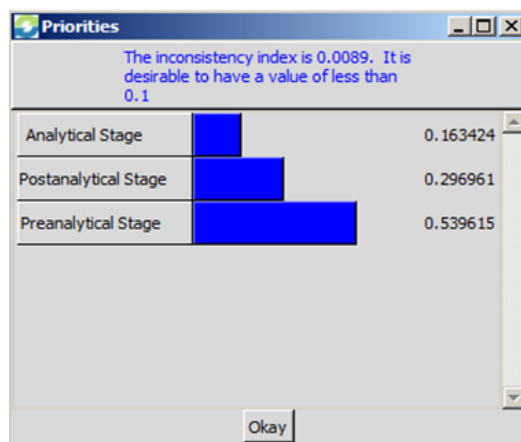 Priorities
The inconsistency index is 0.0089. It is
desirable to have a value of less than
0.1
Analytical Stage 0.163424
Postanalytical Stage 0.296961
Preanalytical Stage 0.539615
Okay